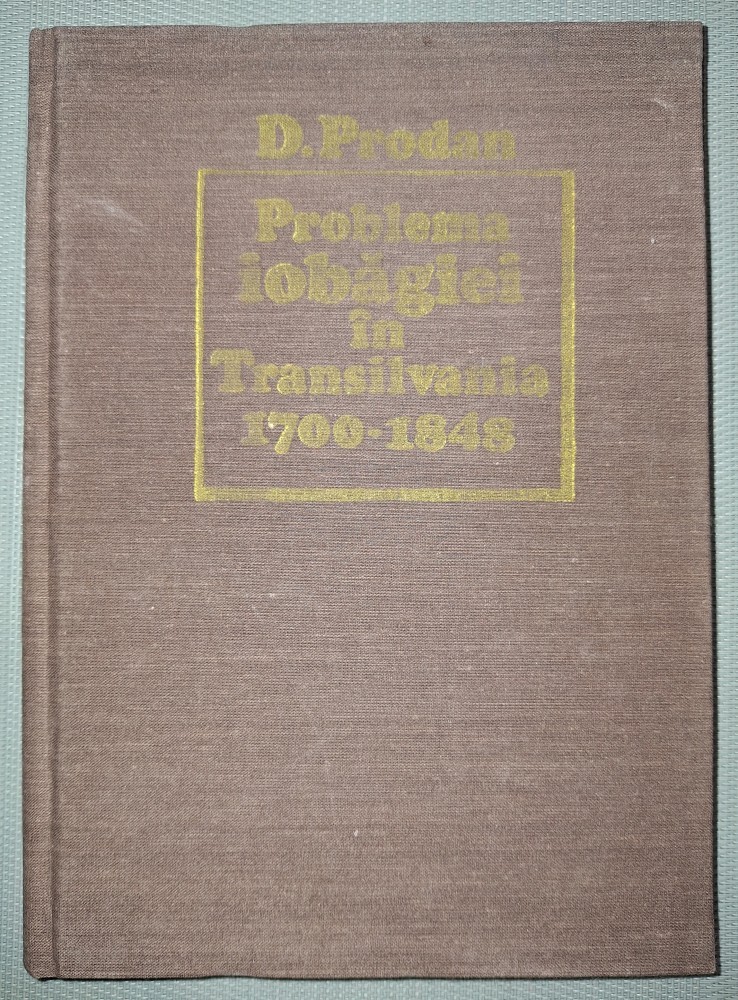 D. Prodan
Problema
iobăgiei
în
Transilvania
1700-1848